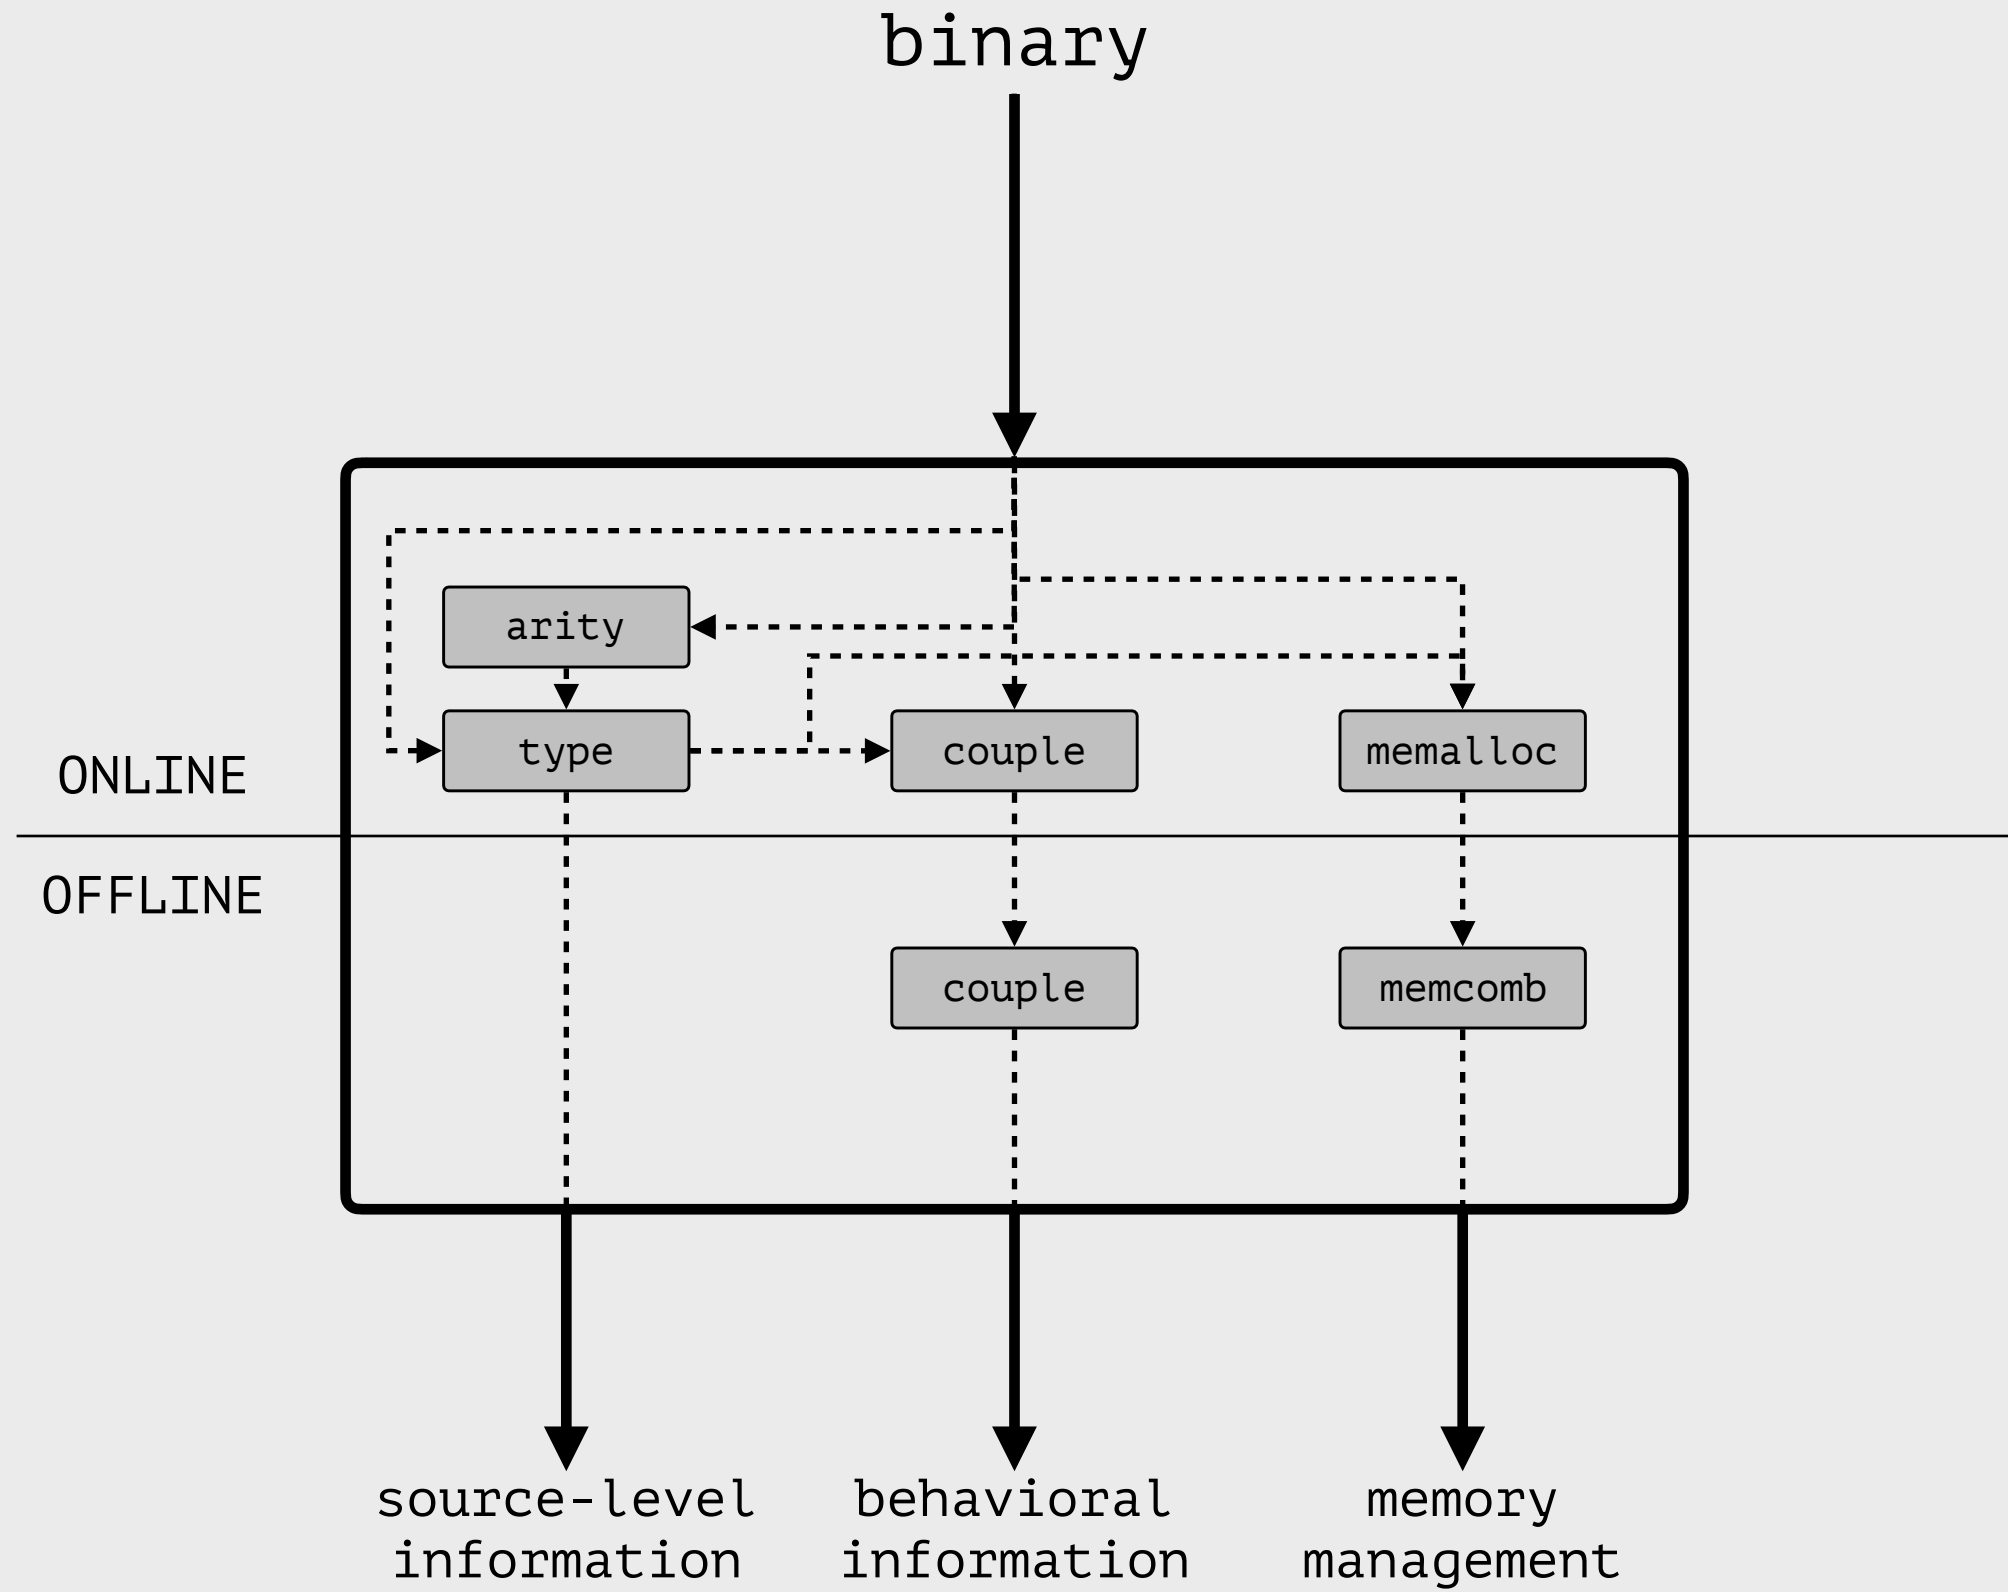 binary
arity
type
couple
memalloc
ONLINE
OFFLINE
couple
memcomb
source-level
information
behavioral
information
memory
management